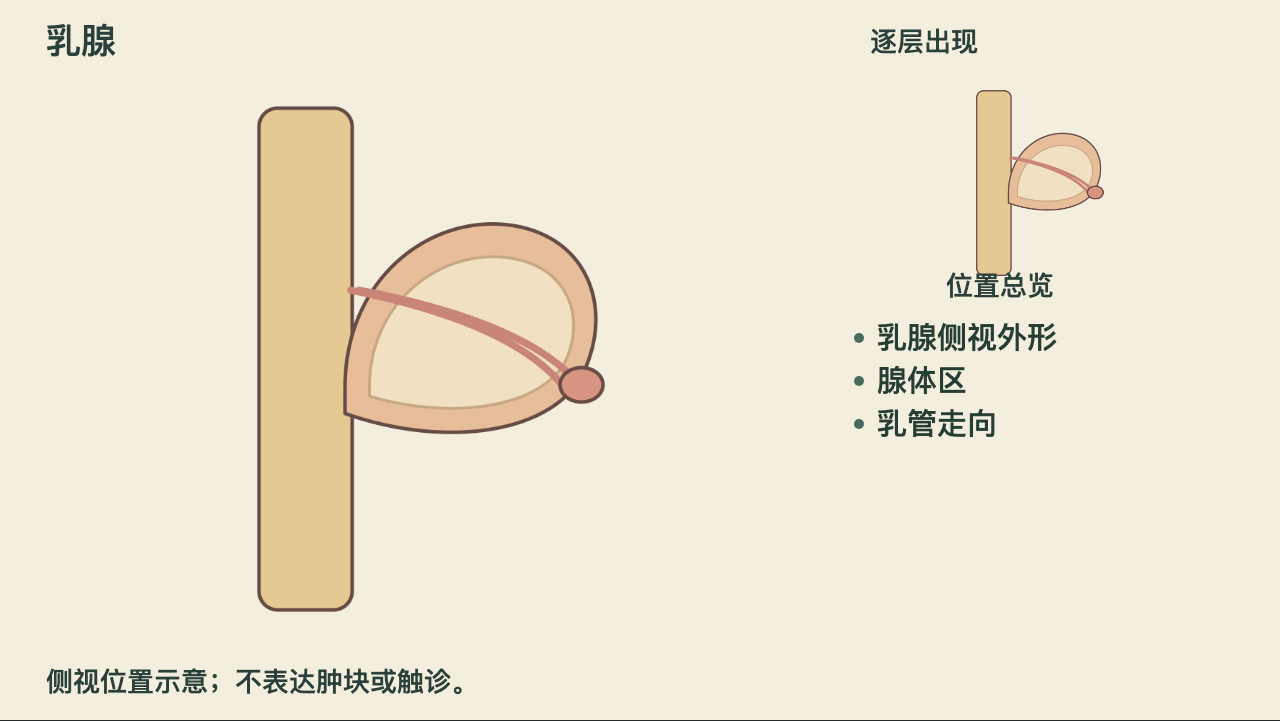 乳腺
逐层出现
位置总览
• 乳腺侧视外形
• 腺体区
• 乳管走向
侧视位置示意；不表达肿块或触诊。